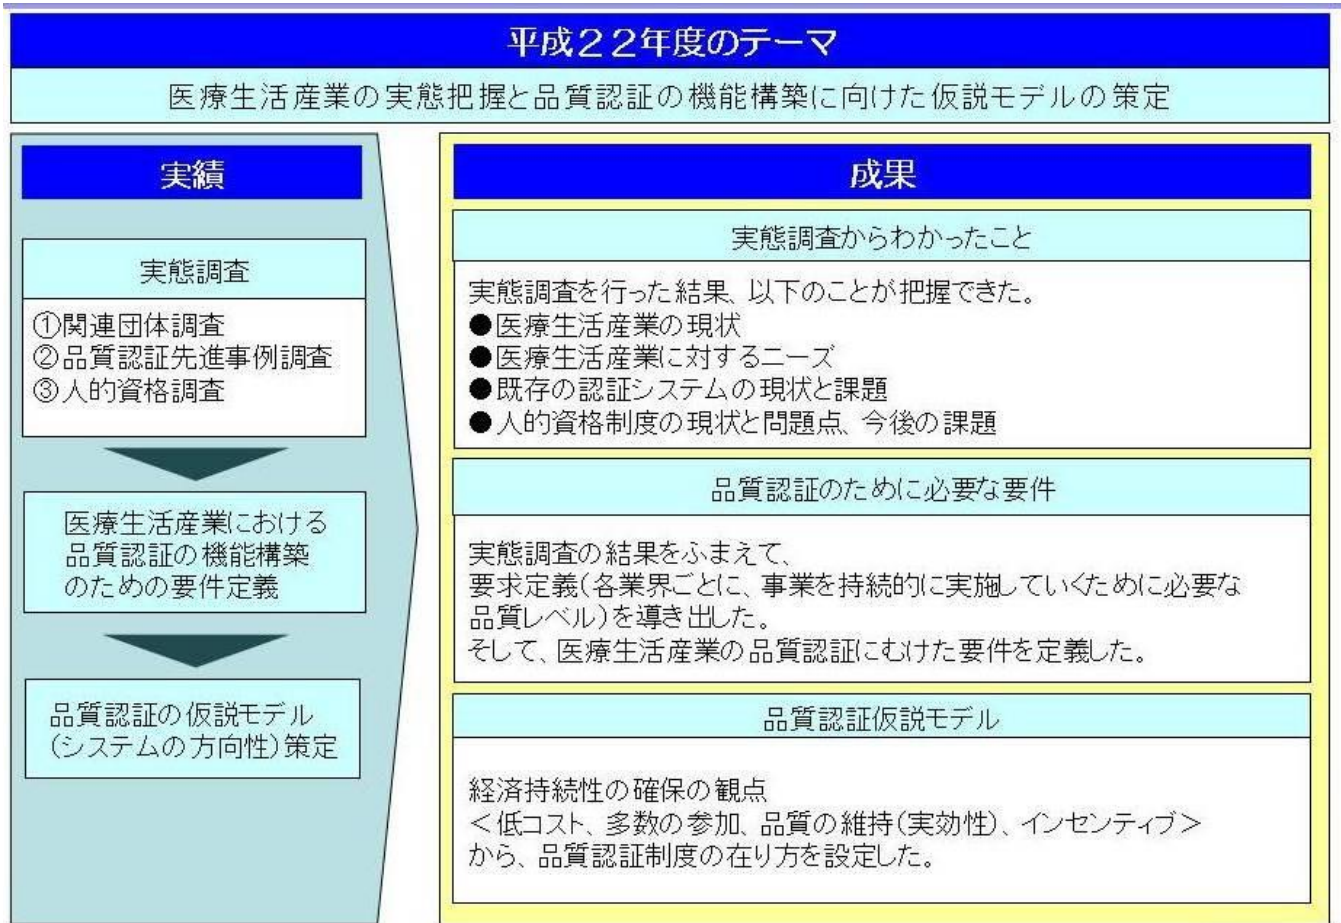 平成22年度のテーマ
医療生活産業の実態把握と品質認証の機能構築に向けた仮説モデルの策定
実績
実態調査
①関連団体調査
②品質認証先進事例調査
③人的資格調査
医療生活産業における
品質認証の機能構築
のための要件定義
品質認証の仮説モデル
(システムの方向性)策定
成果
実態調査からわかったこと
実態調査を行った結果、以下のことが把握できた。
●医療生活産業の現状
●医療生活産業に対するニーズ
●既存の認証システムの現状と課題
●人的資格制度の現状と問題点、今後の課題
品質認証のために必要な要件
実態調査の結果をふまえて、
要求定義(各業界ごとに、事業を持続的に実施していくために必要な
品質レベル)を導き出した。
そして、医療生活産業の品質認証にむけた要件を定義した。
品質認証仮説モデル
経済持続性の確保の観点
<低コスト、多数の参加、品質の維持(実効性)、インセンティブ>
から、品質認証制度の在り方を設定した。